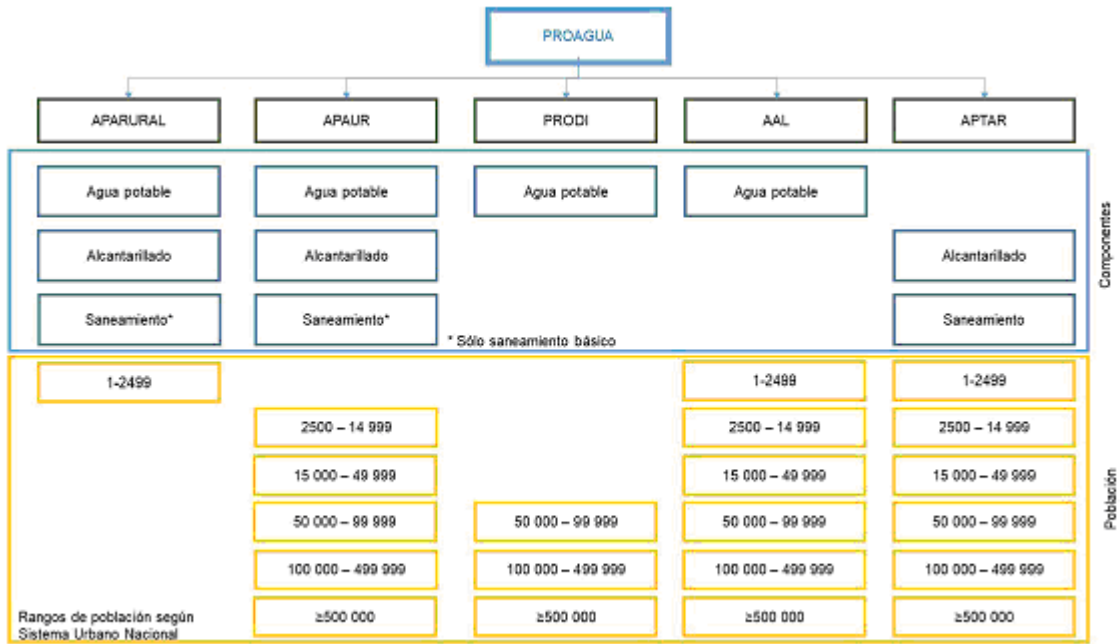 PROAGUA
APARURAL APAUR PRODI AAL APTAR
Agua potable Agua potable Agua potable Agua potable
Alcantarillado Alcantarillado Alcantarillado
Saneamiento* Saneamiento* Saneamiento
* Sólo saneamiento básico
Componentes
1-2499 1-2499 1-2499
2500 – 14 999 2500 – 14 999 2500 – 14 999
15 000 – 49 999 15 000 – 49 999 15 000 – 49 999
50 000 – 99 999 50 000 – 99 999 50 000 – 99 999 50 000 – 99 999
100 000 – 499 999 100 000 – 499 999 100 000 – 499 999 100 000 – 499 999
≥500 000 ≥500 000 ≥500 000 ≥500 000
Rangos de población según
Sistema Urbano Nacional
Población